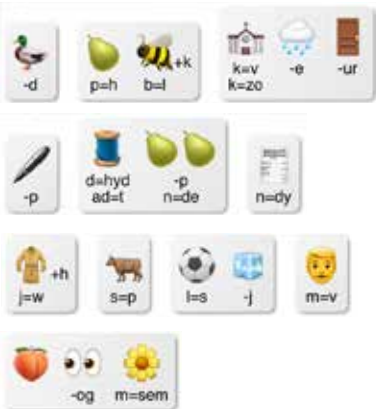 -d p=h b=l +k k=v -e -ur
k=zo
-p d=hyd -p n=dy
ad=t n=de
+h
j=w s=p l=s -j m=v
-og m=sem